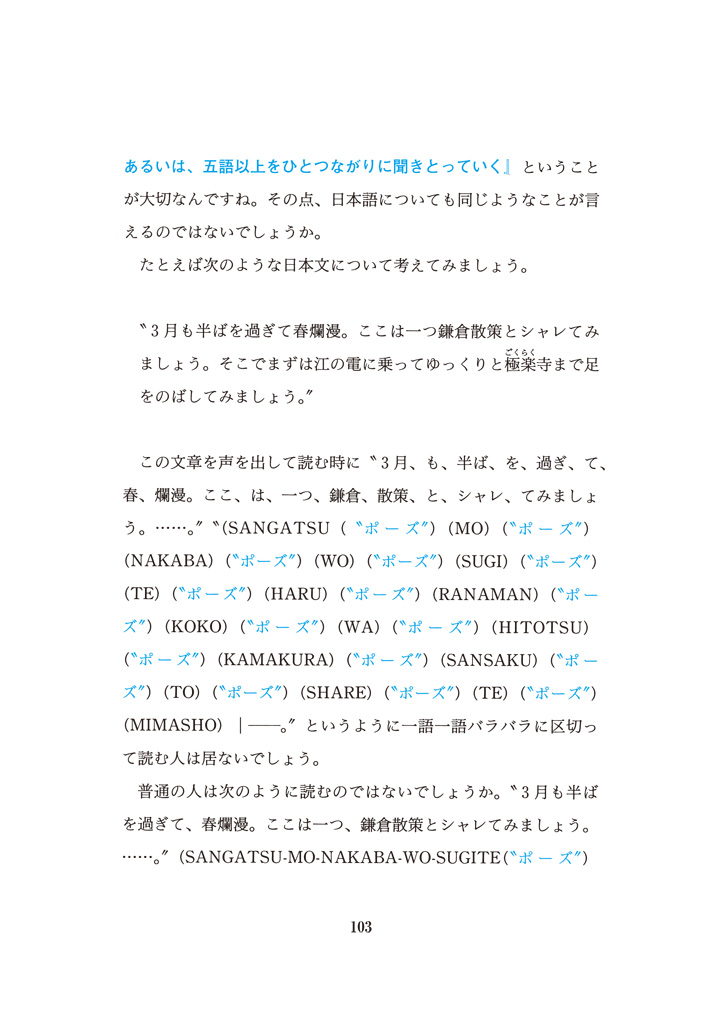 あるいは、五語以上をひとつながりに聞きとっていく』ということ
が大切なんですね。その点、日本語についても同じようなことが言
えるのではないでしょうか。
たとえば次のような日本文について考えてみましょう。
〝３月も半ばを過ぎて春爛漫。ここは一つ鎌倉散策とシャレてみ
ましょう。そこでまずは江の電に乗ってゆっくりと極楽寺まで足
ごくらく
をのばしてみましょう。〞
この文章を声を出して読む時に〝３月、も、半ば、を、過ぎ、て、
春、爛漫。ここ、は、一つ、鎌倉、散策、と、シャレ、てみましょ
う。……。〞〝（SANGATSU（〝ポーズ〞）（MO）（〝ポーズ〞）
（NAKABA）（〝ポーズ〞）（WO）（〝ポーズ〞）（SUGI）（〝ポーズ〞）
（TE）（〝ポーズ〞）（HARU）（〝ポーズ〞）（RANAMAN）（〝ポー
ズ〞）（KOKO）（〝ポーズ〞）（WA）（〝ポーズ〞）（HITOTSU）
（〝ポーズ〞）（KAMAKURA）（〝ポーズ〞）（SANSAKU）（〝ポー
ズ〞）（TO）（〝ポーズ〞）（SHARE）（〝ポーズ〞）（TE）（〝ポーズ〞）
（MIMASHO）｜――。〞というように一語一語バラバラに区切っ
て読む人は居ないでしょう。
普通の人は次のように読むのではないでしょうか。〝３月も半ば
を過ぎて、春爛漫。ここは一つ、鎌倉散策とシャレてみましょう。
……。〞（SANGATSU-MO-NAKABA-WO-SUGITE（〝ポーズ〞）
103